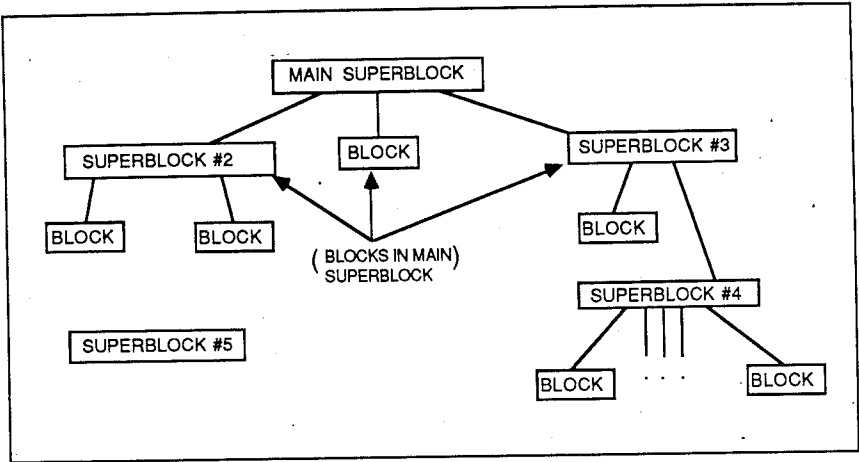 MAIN SUPERBLOCK
SUPERBLOCK #2
BLOCK
SUPERBLOCK #3
BLOCK
BLOCK
BLOCK
( BLOCKS IN MAIN )
SUPERBLOCK
SUPERBLOCK #4
SUPERBLOCK #5
BLOCK
. . .
BLOCK